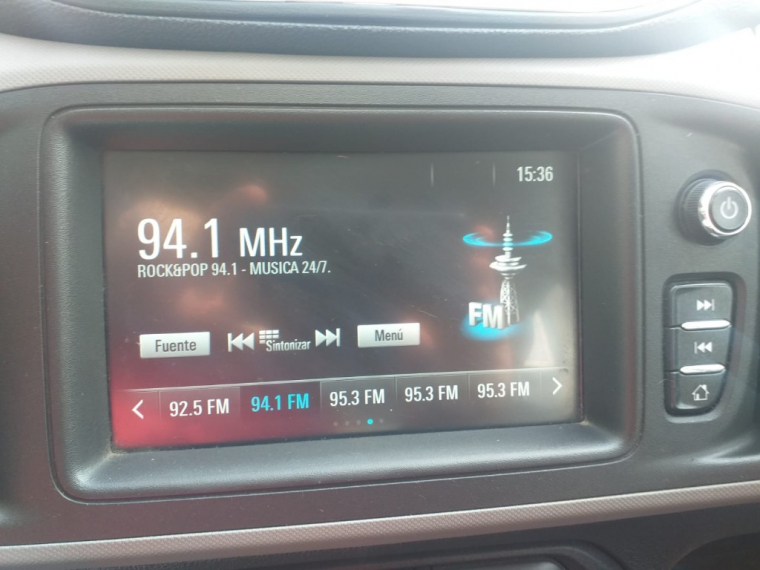 15:36
94.1 MHz
ROCK&POP 94.1 - MUSICA 24/7.
FM
Fuente Sintonizar Menú
92.5 FM 94.1 FM 95.3 FM 95.3 FM 95.3 FM